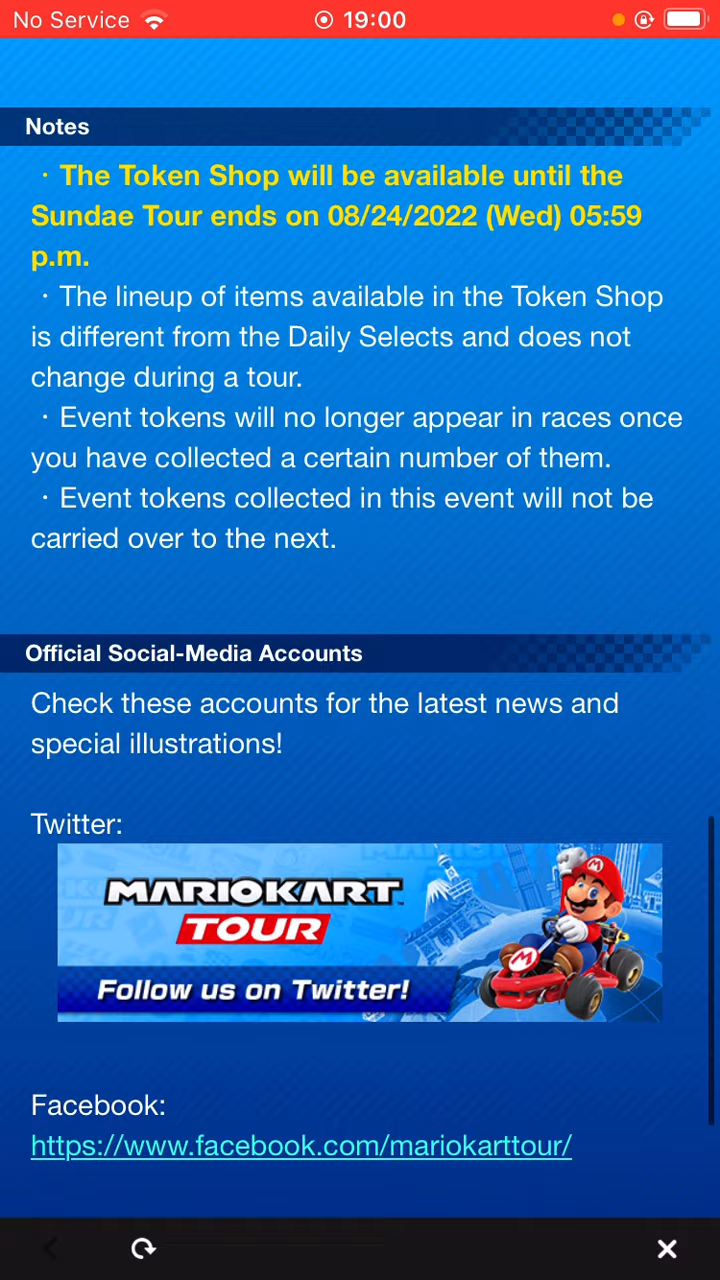 No Service 19:00
Notes
・The Token Shop will be available until the
Sundae Tour ends on 08/24/2022 (Wed) 05:59
p.m.
・The lineup of items available in the Token Shop
is different from the Daily Selects and does not
change during a tour.
・Event tokens will no longer appear in races once
you have collected a certain number of them.
・Event tokens collected in this event will not be
carried over to the next.
Official Social-Media Accounts
Check these accounts for the latest news and
special illustrations!
Twitter:
MARIOKART
TOUR
Follow us on Twitter!
Facebook:
https://www.facebook.com/mariokarttour/